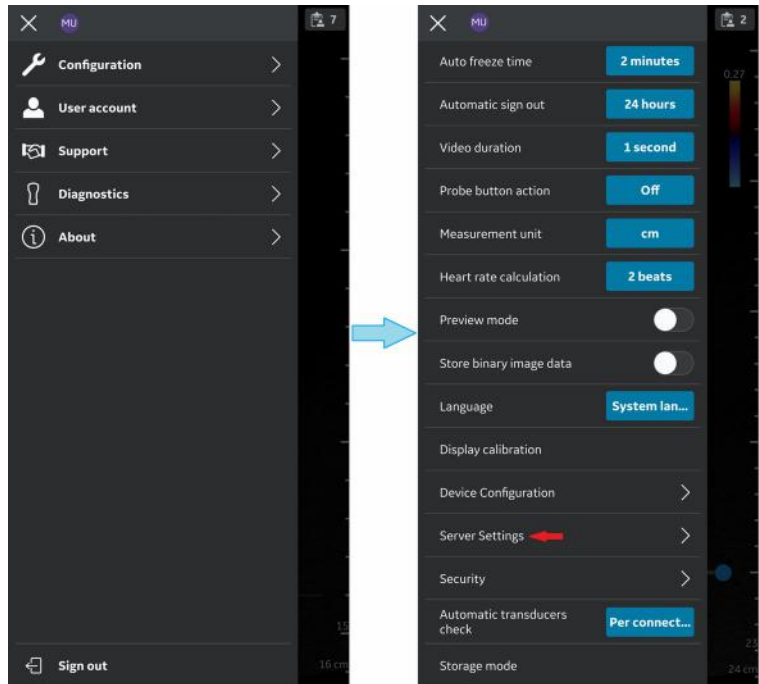 MU
7
Configuration
User account
Support
Diagnostics
About
15
Sign out
16 cm
MU
2
Auto freeze time
2 minutes
0.27
Automatic sign out
24 hours
Video duration
1 second
Probe button action
Off
Measurement unit
cm
Heart rate calculation
2 beats
Preview mode
Store binary image data
Language
System lan...
Display calibration
Device Configuration
Server Settings
Security
Automatic transducers
check
Per connect...
23
Storage mode
24 cm